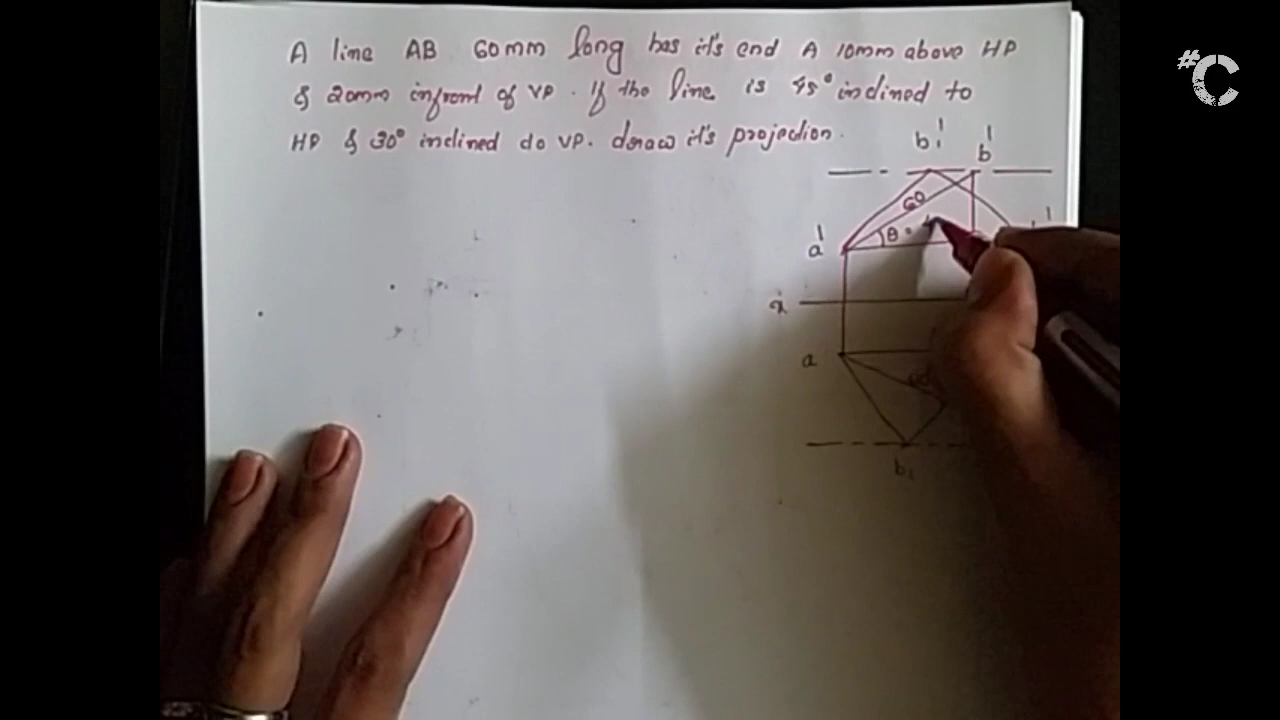 A line AB 60mm long has it's end A 10mm above HP
& 20mm infront of VP. If the line is 45° inclined to
HP & 30° inclined do VP. draw it's projection.
#C
b₁' b'
60
a' θ =
x
a
60
b₁